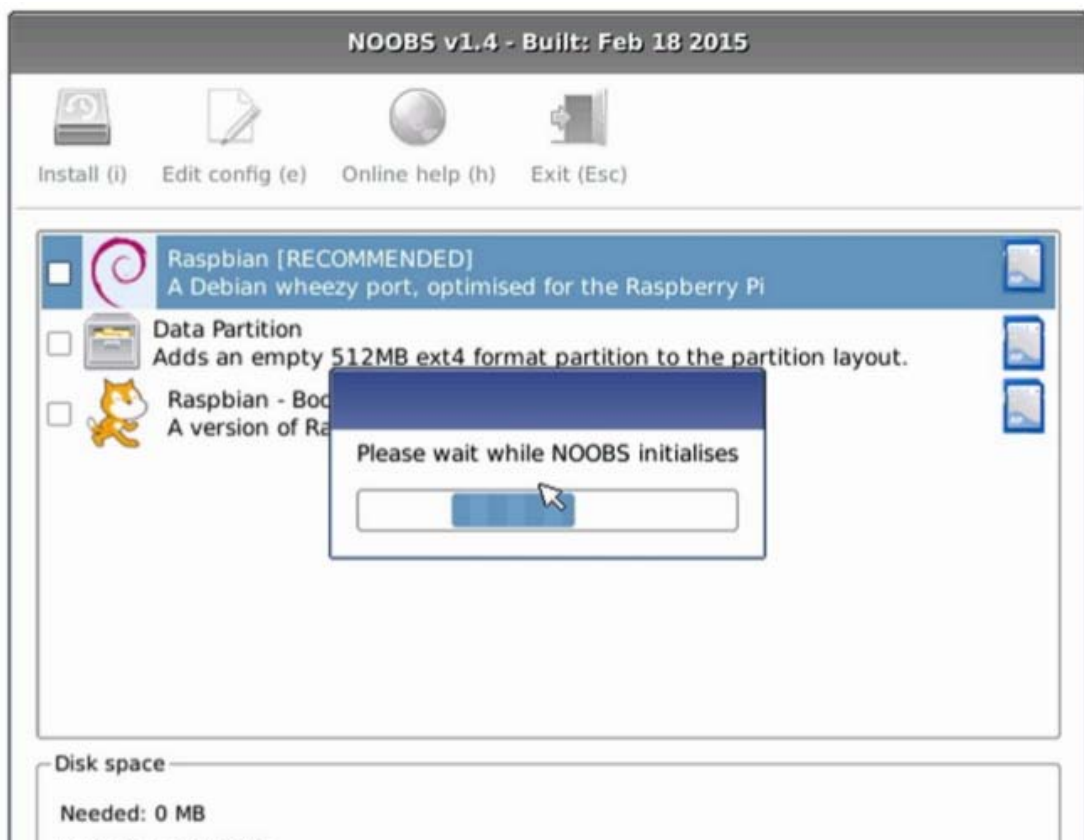 NOOBS v1.4 - Built: Feb 18 2015
Install (i) Edit config (e) Online help (h) Exit (Esc)
Raspbian [RECOMMENDED]
A Debian wheezy port, optimised for the Raspberry Pi
Data Partition
Adds an empty 512MB ext4 format partition to the partition layout.
Raspbian -
A version of
Please wait while NOOBS initialises
Disk space
Needed: 0 MB